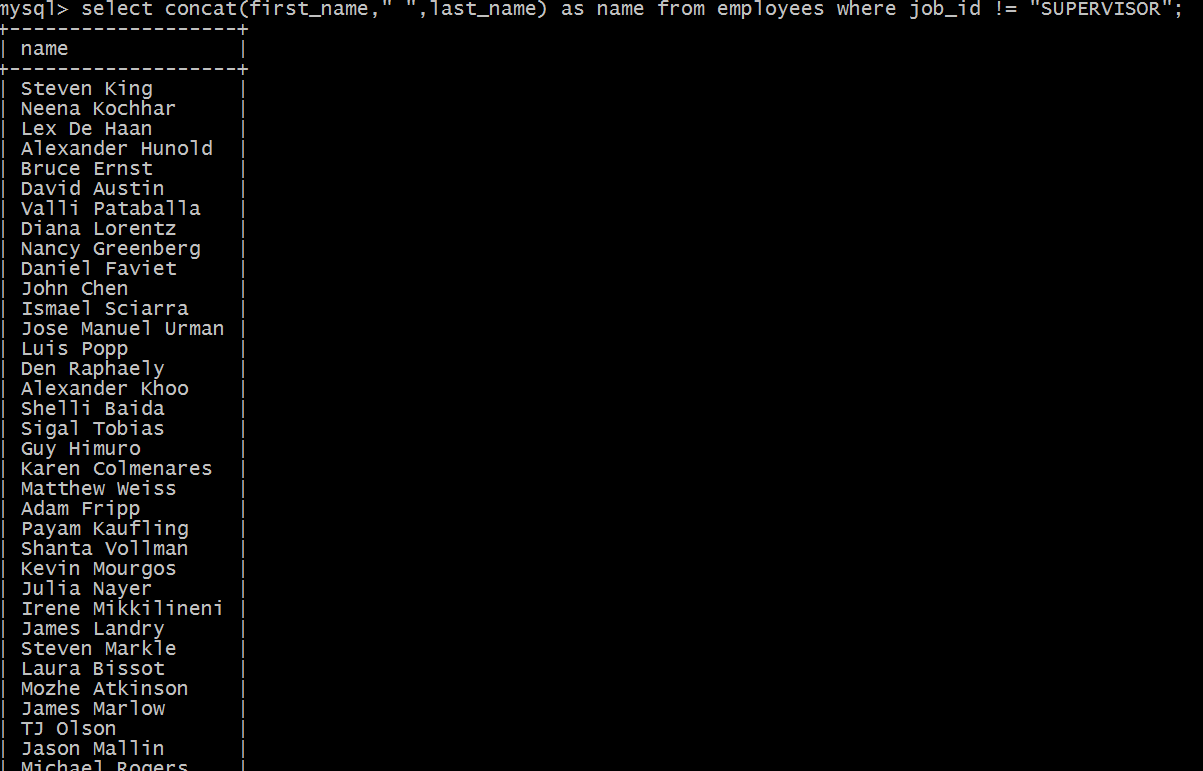 mysql> select concat(first_name," ",last_name) as name from employees where job_id != "SUPERVISOR";
+-------------------+
| name              |
+-------------------+
| Steven King       |
| Neena Kochhar     |
| Lex De Haan       |
| Alexander Hunold  |
| Bruce Ernst       |
| David Austin      |
| Valli Pataballa   |
| Diana Lorentz     |
| Nancy Greenberg   |
| Daniel Faviet     |
| John Chen         |
| Ismael Sciarra    |
| Jose Manuel Urman |
| Luis Popp         |
| Den Raphaely      |
| Alexander Khoo    |
| Shelli Baida      |
| Sigal Tobias      |
| Guy Himuro        |
| Karen Colmenares  |
| Matthew Weiss     |
| Adam Fripp        |
| Payam Kaufling    |
| Shanta Vollman    |
| Kevin Mourgos     |
| Julia Nayer       |
| Irene Mikkilineni |
| James Landry      |
| Steven Markle     |
| Laura Bissot      |
| Mozhe Atkinson    |
| James Marlow      |
| TJ Olson          |
| Jason Mallin      |
| Michael Rogers    |